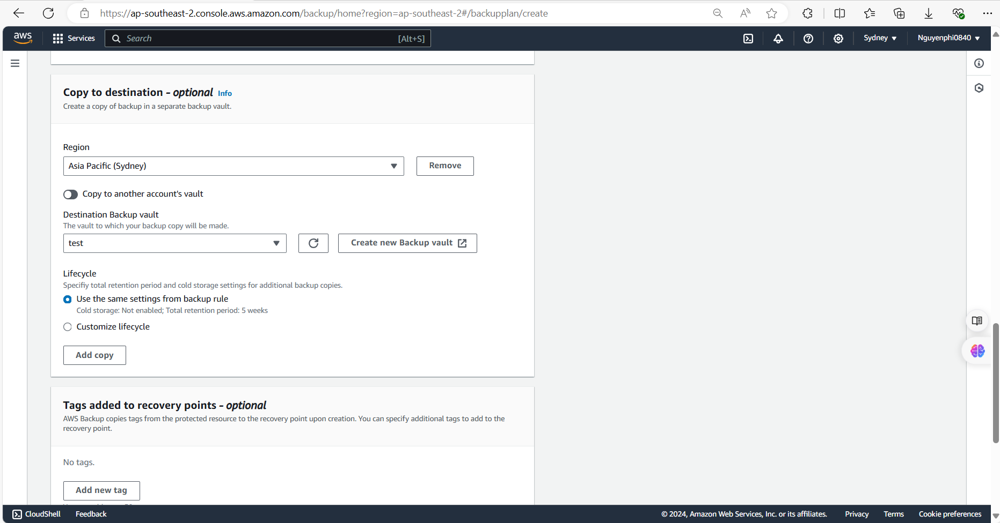 https://ap-southeast-2.console.aws.amazon.com/backup/home?region=ap-southeast-2#/backupplan/create
aws
Services
Search
[Alt+S]
Sydney
Nguyenphi0840
Copy to destination - optional Info
Create a copy of backup in a separate backup vault.
Region
Asia Pacific (Sydney)
Remove
Copy to another account's vault
Destination Backup vault
The vault to which your backup copy will be made.
test
Create new Backup vault
Lifecycle
Specifiy total retention period and cold storage settings for additional backup copies.
Use the same settings from backup rule
Cold storage: Not enabled; Total retention period: 5 weeks
Customize lifecycle
Add copy
Tags added to recovery points - optional
AWS Backup copies tags from the protected resource to the recovery point upon creation. You can specify additional tags to add to the
recovery point.
No tags.
Add new tag
CloudShell
Feedback
© 2024, Amazon Web Services, Inc. or its affiliates.
Privacy
Terms
Cookie preferences